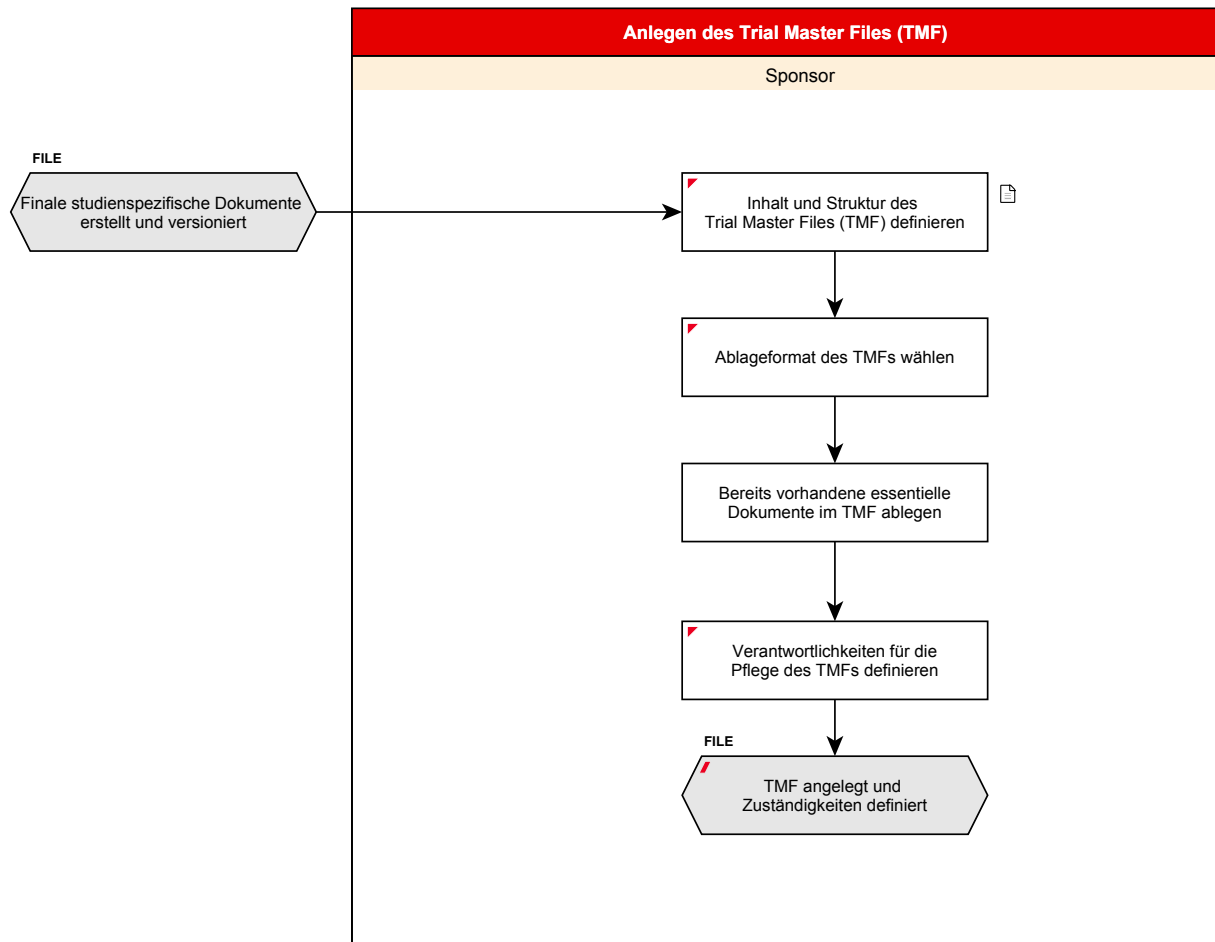 Anlegen des Trial Master Files (TMF)
Sponsor
FILE
Finale studienspezifische Dokumente
erstellt und versioniert
Inhalt und Struktur des
Trial Master Files (TMF) definieren
Ablageformat des TMFs wählen
Bereits vorhandene essentielle
Dokumente im TMF ablegen
Verantwortlichkeiten für die
Pflege des TMFs definieren
FILE
TMF angelegt und
Zuständigkeiten definiert